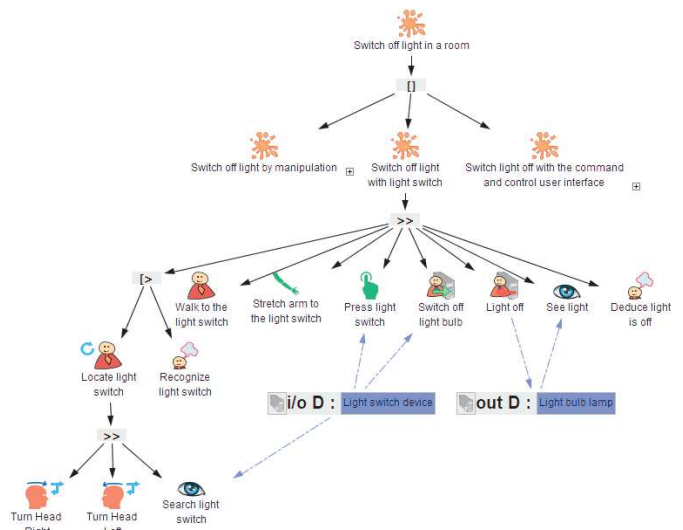 Switch off light in a room
[]
Switch off light by manipulation
Switch off light
with light switch
Switch light off with the command
and control user interface
>>
[>
Walk to the
light switch
Stretch arm to
the light switch
Press light
switch
Switch off
light bulb
Light off
See light
Deduce light
is off
Locate light
switch
Recognize
light switch
i/o D : Light switch device
out D : Light bulb lamp
>>
Turn Head
Right
Turn Head
Left
Search light
switch